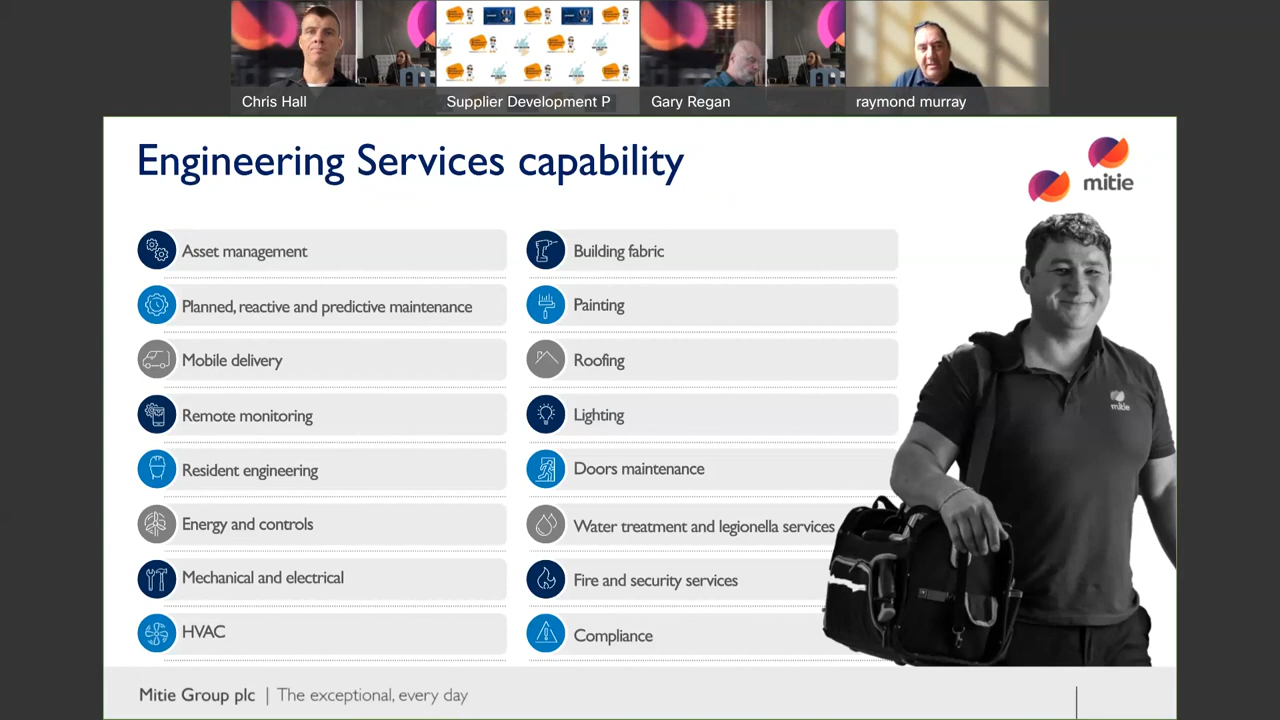 Chris Hall
Supplier Development P
Gary Regan
raymond murray
Engineering Services capability
mitie
Asset management
Planned, reactive and predictive maintenance
Mobile delivery
Remote monitoring
Resident engineering
Energy and controls
Mechanical and electrical
HVAC
Building fabric
Painting
Roofing
Lighting
Doors maintenance
Water treatment and legionella services
Fire and security services
Compliance
mitie
Mitie Group plc | The exceptional, every day